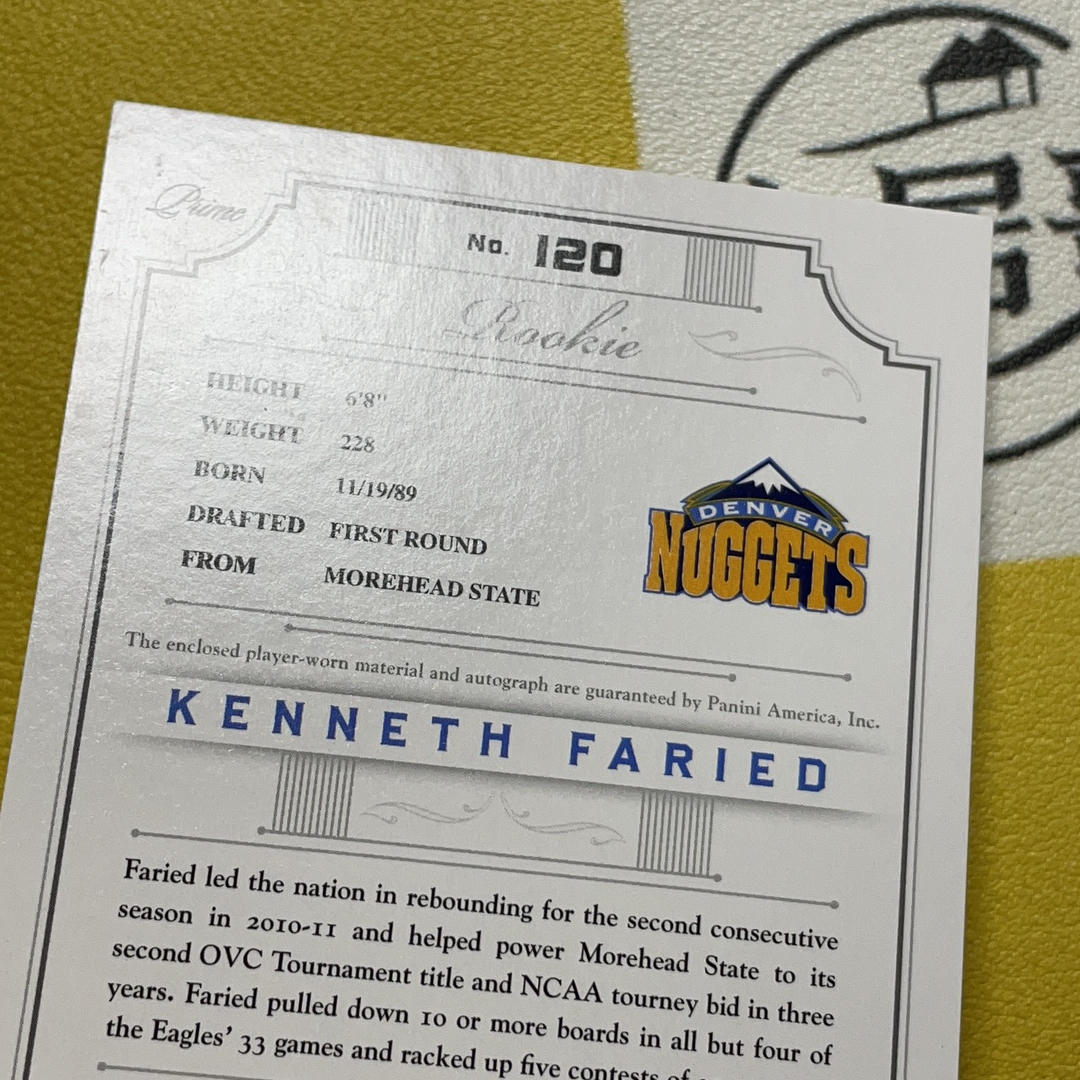 Prime
No. 120
Rookie
HEIGHT 6'8"
WEIGHT 228
BORN 11/19/89
DRAFTED FIRST ROUND
FROM MOREHEAD STATE
DENVER
NUGGETS
The enclosed player-worn material and autograph are guaranteed by Panini America, Inc.
KENNETH FARIED
Faried led the nation in rebounding for the second consecutive
season in 2010-11 and helped power Morehead State to its
second OVC Tournament title and NCAA tourney bid in three
years. Faried pulled down 10 or more boards in all but four of
the Eagles' 33 games and racked up five contests of